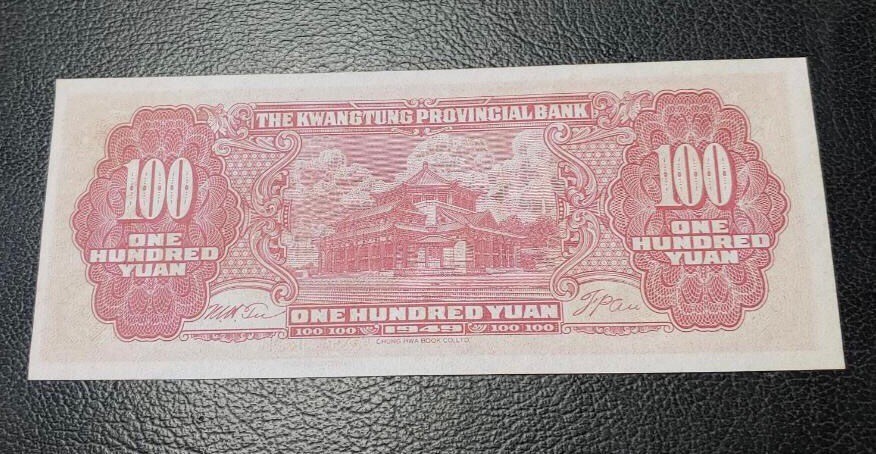 THE KWANGTUNG PROVINCIAL BANK
100
ONE
HUNDRED
YUAN
100
ONE
HUNDRED
YUAN
ONE HUNDRED YUAN
100 100 1949 100 100
CHUNG HWA BOOK CO. LTD.